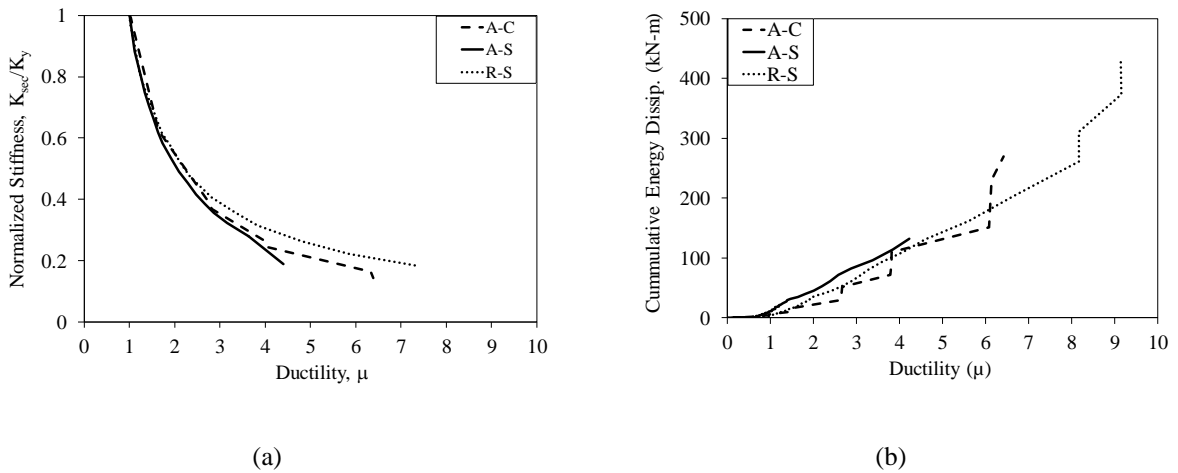 Normalized Stiffness, Ksec/Ky
1
0.8
0.6
0.4
0.2
0
0 1 2 3 4 5 6 7 8 9 10
Ductility, μ
A-C
A-S
R-S
(a)
Cummulative Energy Dissip. (kN-m)
500
400
300
200
100
0
0 1 2 3 4 5 6 7 8 9 10
Ductility (μ)
A-C
A-S
R-S
(b)